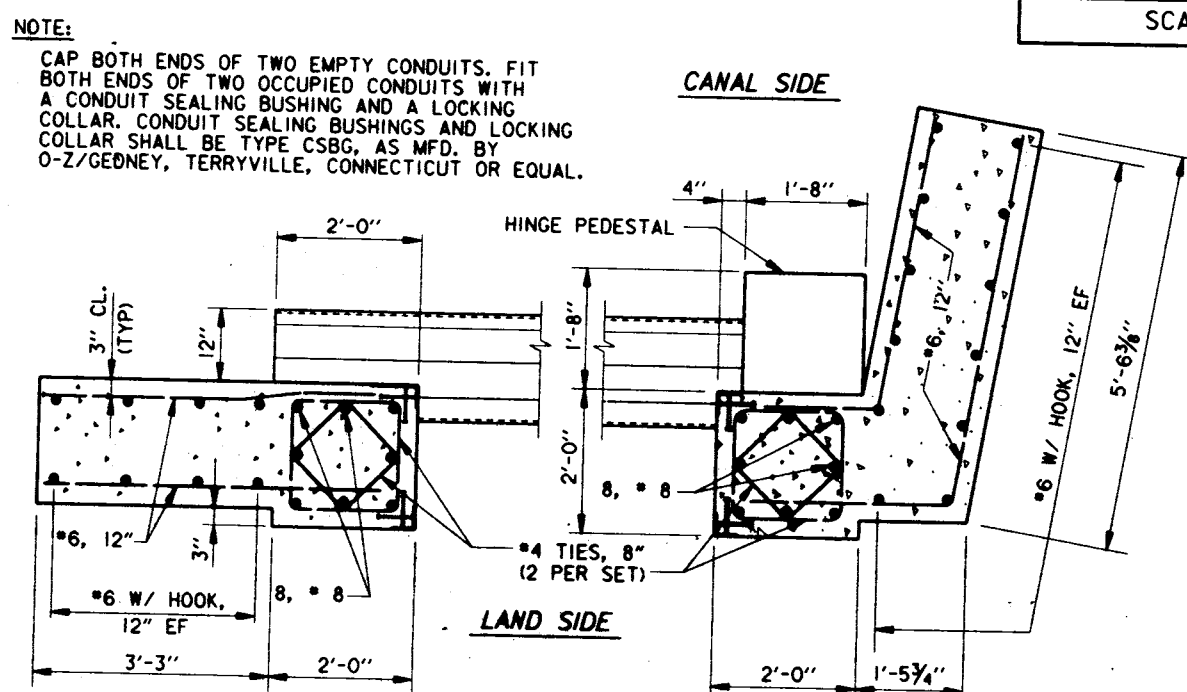 SCA
NOTE:
CAP BOTH ENDS OF TWO EMPTY CONDUITS. FIT
BOTH ENDS OF TWO OCCUPIED CONDUITS WITH
A CONDUIT SEALING BUSHING AND A LOCKING
COLLAR. CONDUIT SEALING BUSHINGS AND LOCKING
COLLAR SHALL BE TYPE CSBG, AS MFD. BY
O-Z/GEDNEY, TERRYVILLE, CONNECTICUT OR EQUAL.
CANAL SIDE
4"
1'-8"
2'-0"
HINGE PEDESTAL
3" CL.
(TYP)
12"
1'-8"
*6, 12"
*6 W/ HOOK, 12" EF
5'-6⅜"
2'-0"
8, * 8
*6, 12"
3"
*4 TIES, 8"
(2 PER SET)
*6 W/ HOOK,
12" EF
8, * 8
LAND SIDE
3'-3"
2'-0"
2'-0"
1'-5¾"